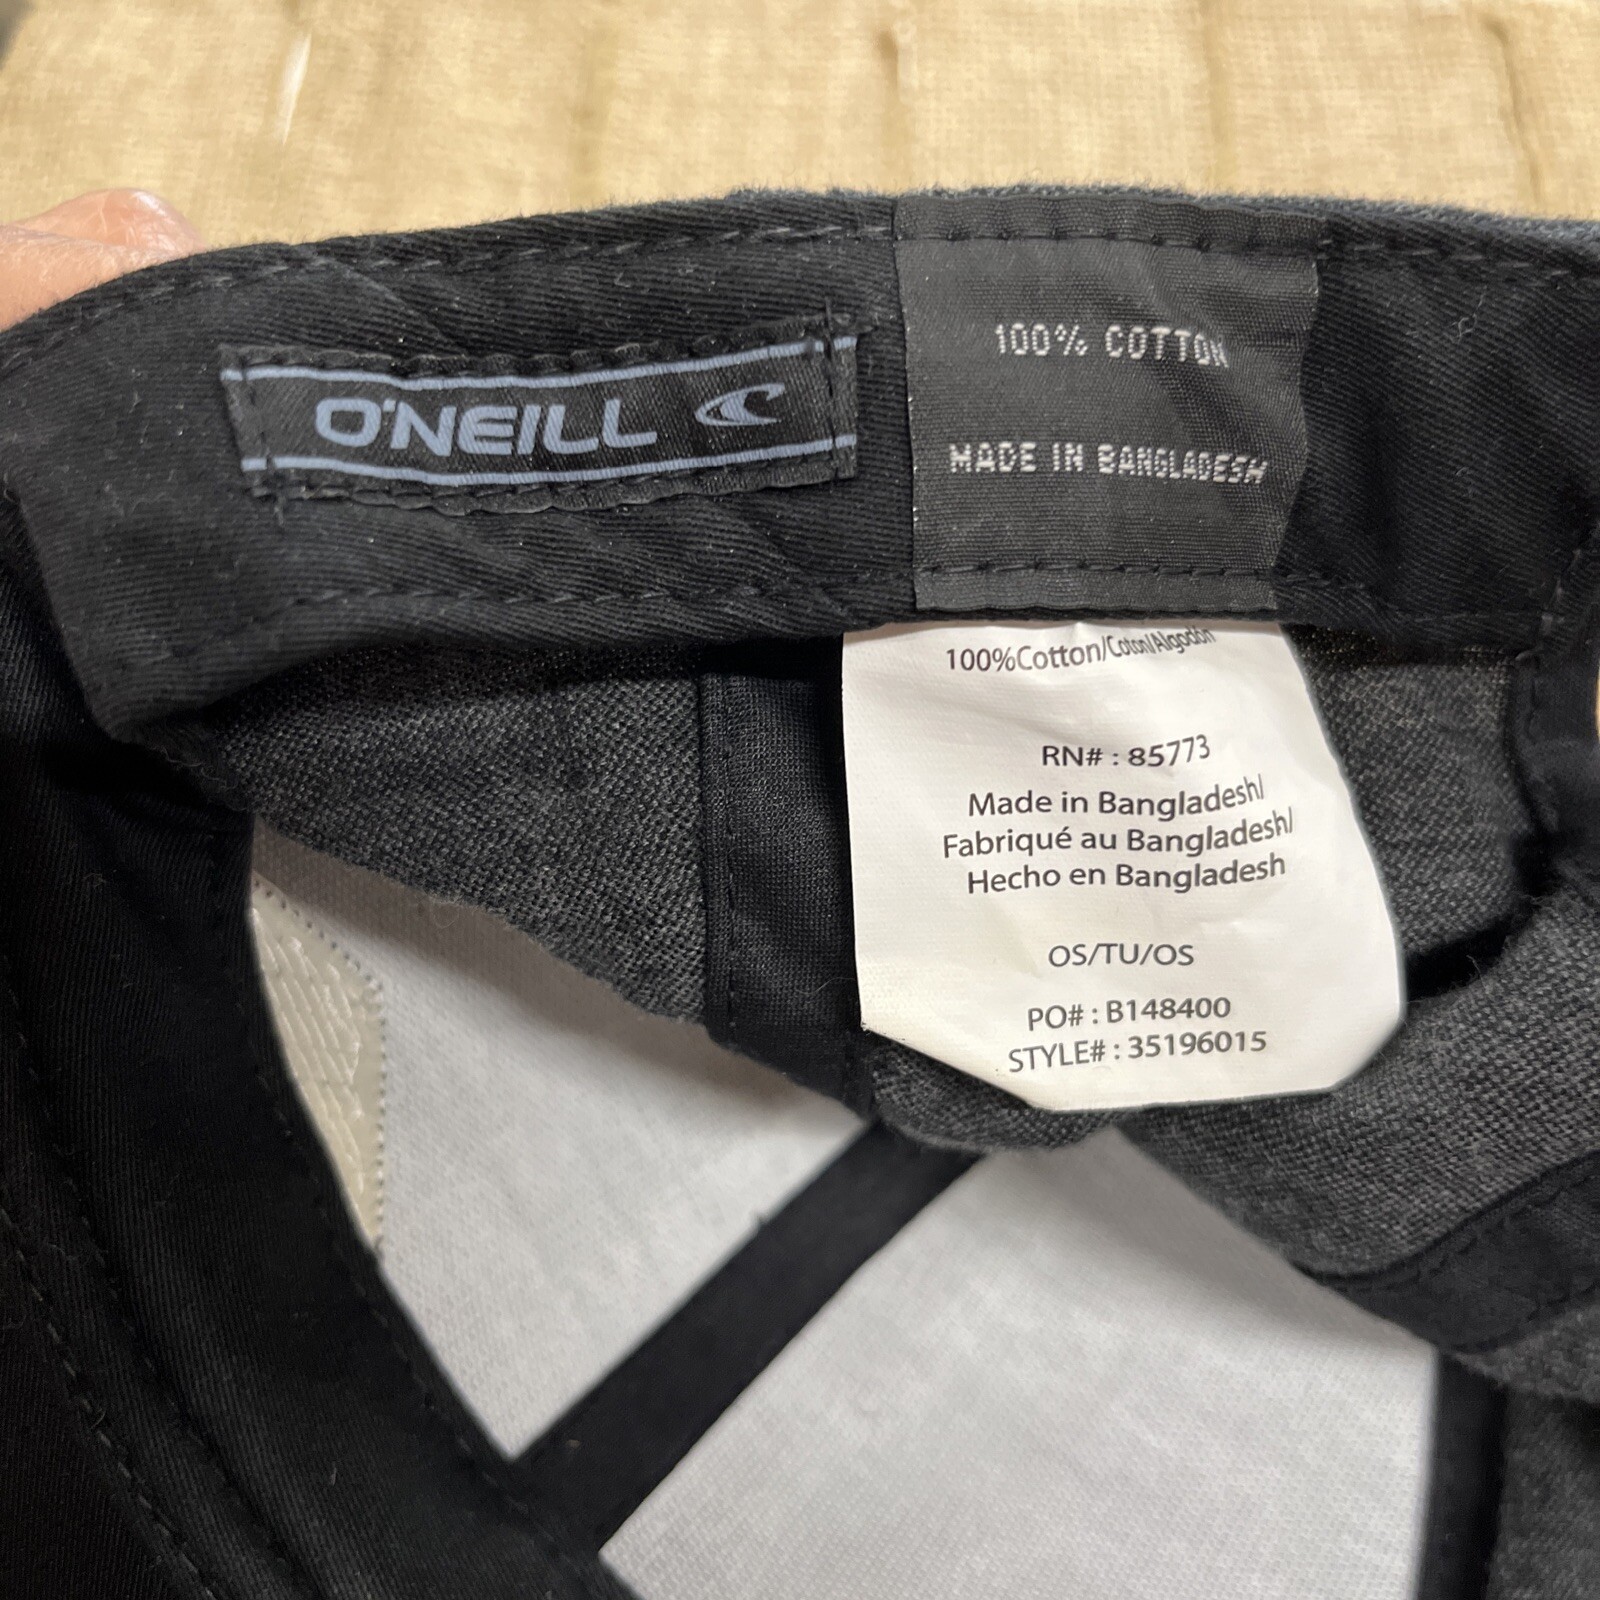 O'NEILL
100% COTTON
MADE IN BANGLADESH
100%Cotton/Coton/Algodón
RN# : 85773
Made in Bangladesh/
Fabriqué au Bangladesh/
Hecho en Bangladesh
OS/TU/OS
PO# : B148400
STYLE# : 35196015